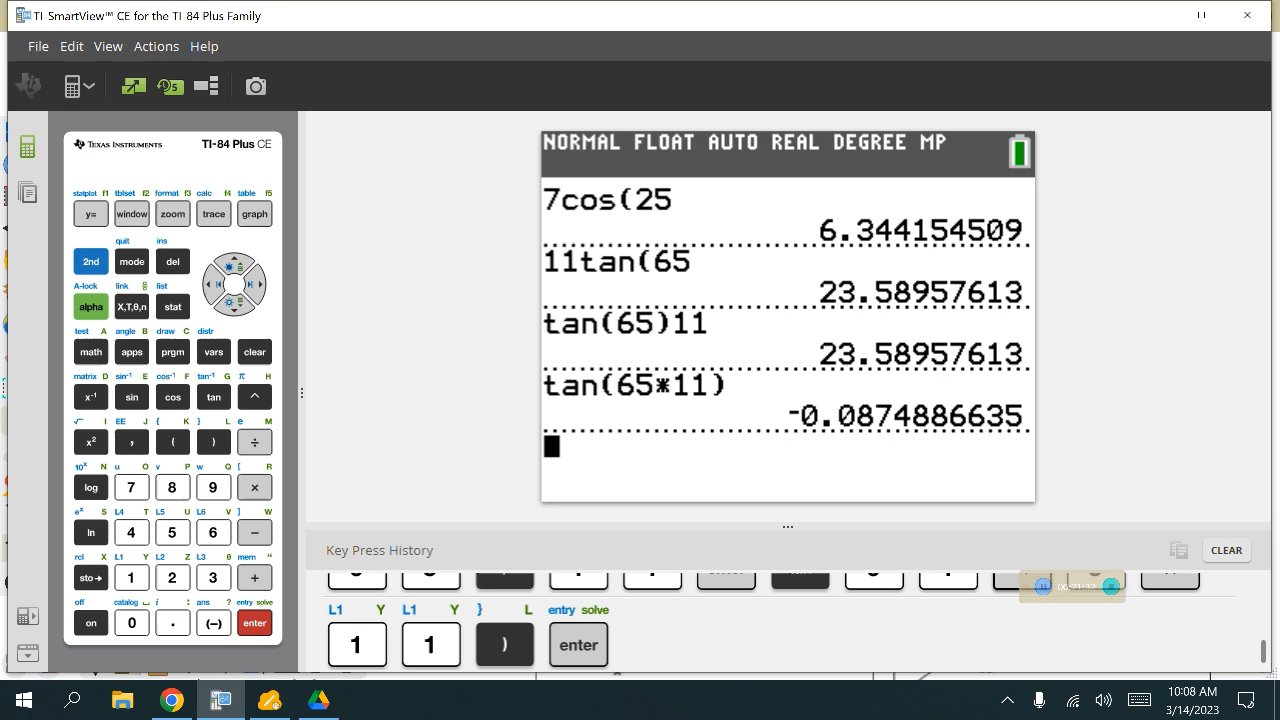 TI SmartView™ CE for the TI-84 Plus Family
File Edit View Actions Help
TEXAS INSTRUMENTS TI-84 Plus CE
statplot f1 tblset f2 format f3 calc f4 table f5
y= window zoom trace graph
quit ins
2nd mode del
A-lock link list
alpha X,T,θ,n stat
test A angle B draw C distr
math apps prgm vars clear
matrix D sin⁻¹ E cos⁻¹ F tan⁻¹ G π H
x⁻¹ sin cos tan ^
√ I EE J { K } L e M
x² , ( ) ÷
10ˣ N u O v P w Q [ R
log 7 8 9 ×
eˣ S L4 T L5 U L6 V ] W
ln 4 5 6 −
rcl X L1 Y L2 Z L3 θ mem "
sto→ 1 2 3 +
off catalog ⎵ i : ans ? entry solve
on 0 . (−) enter
NORMAL FLOAT AUTO REAL DEGREE MP
7cos(25
6.344154509
11tan(65
23.58957613
tan(65)11
23.58957613
tan(65*11)
-0.0874886635
Key Press History
CLEAR
00:21:37
L1 Y L1 Y } L entry solve
1 1 ) enter
10:08 AM
3/14/2023